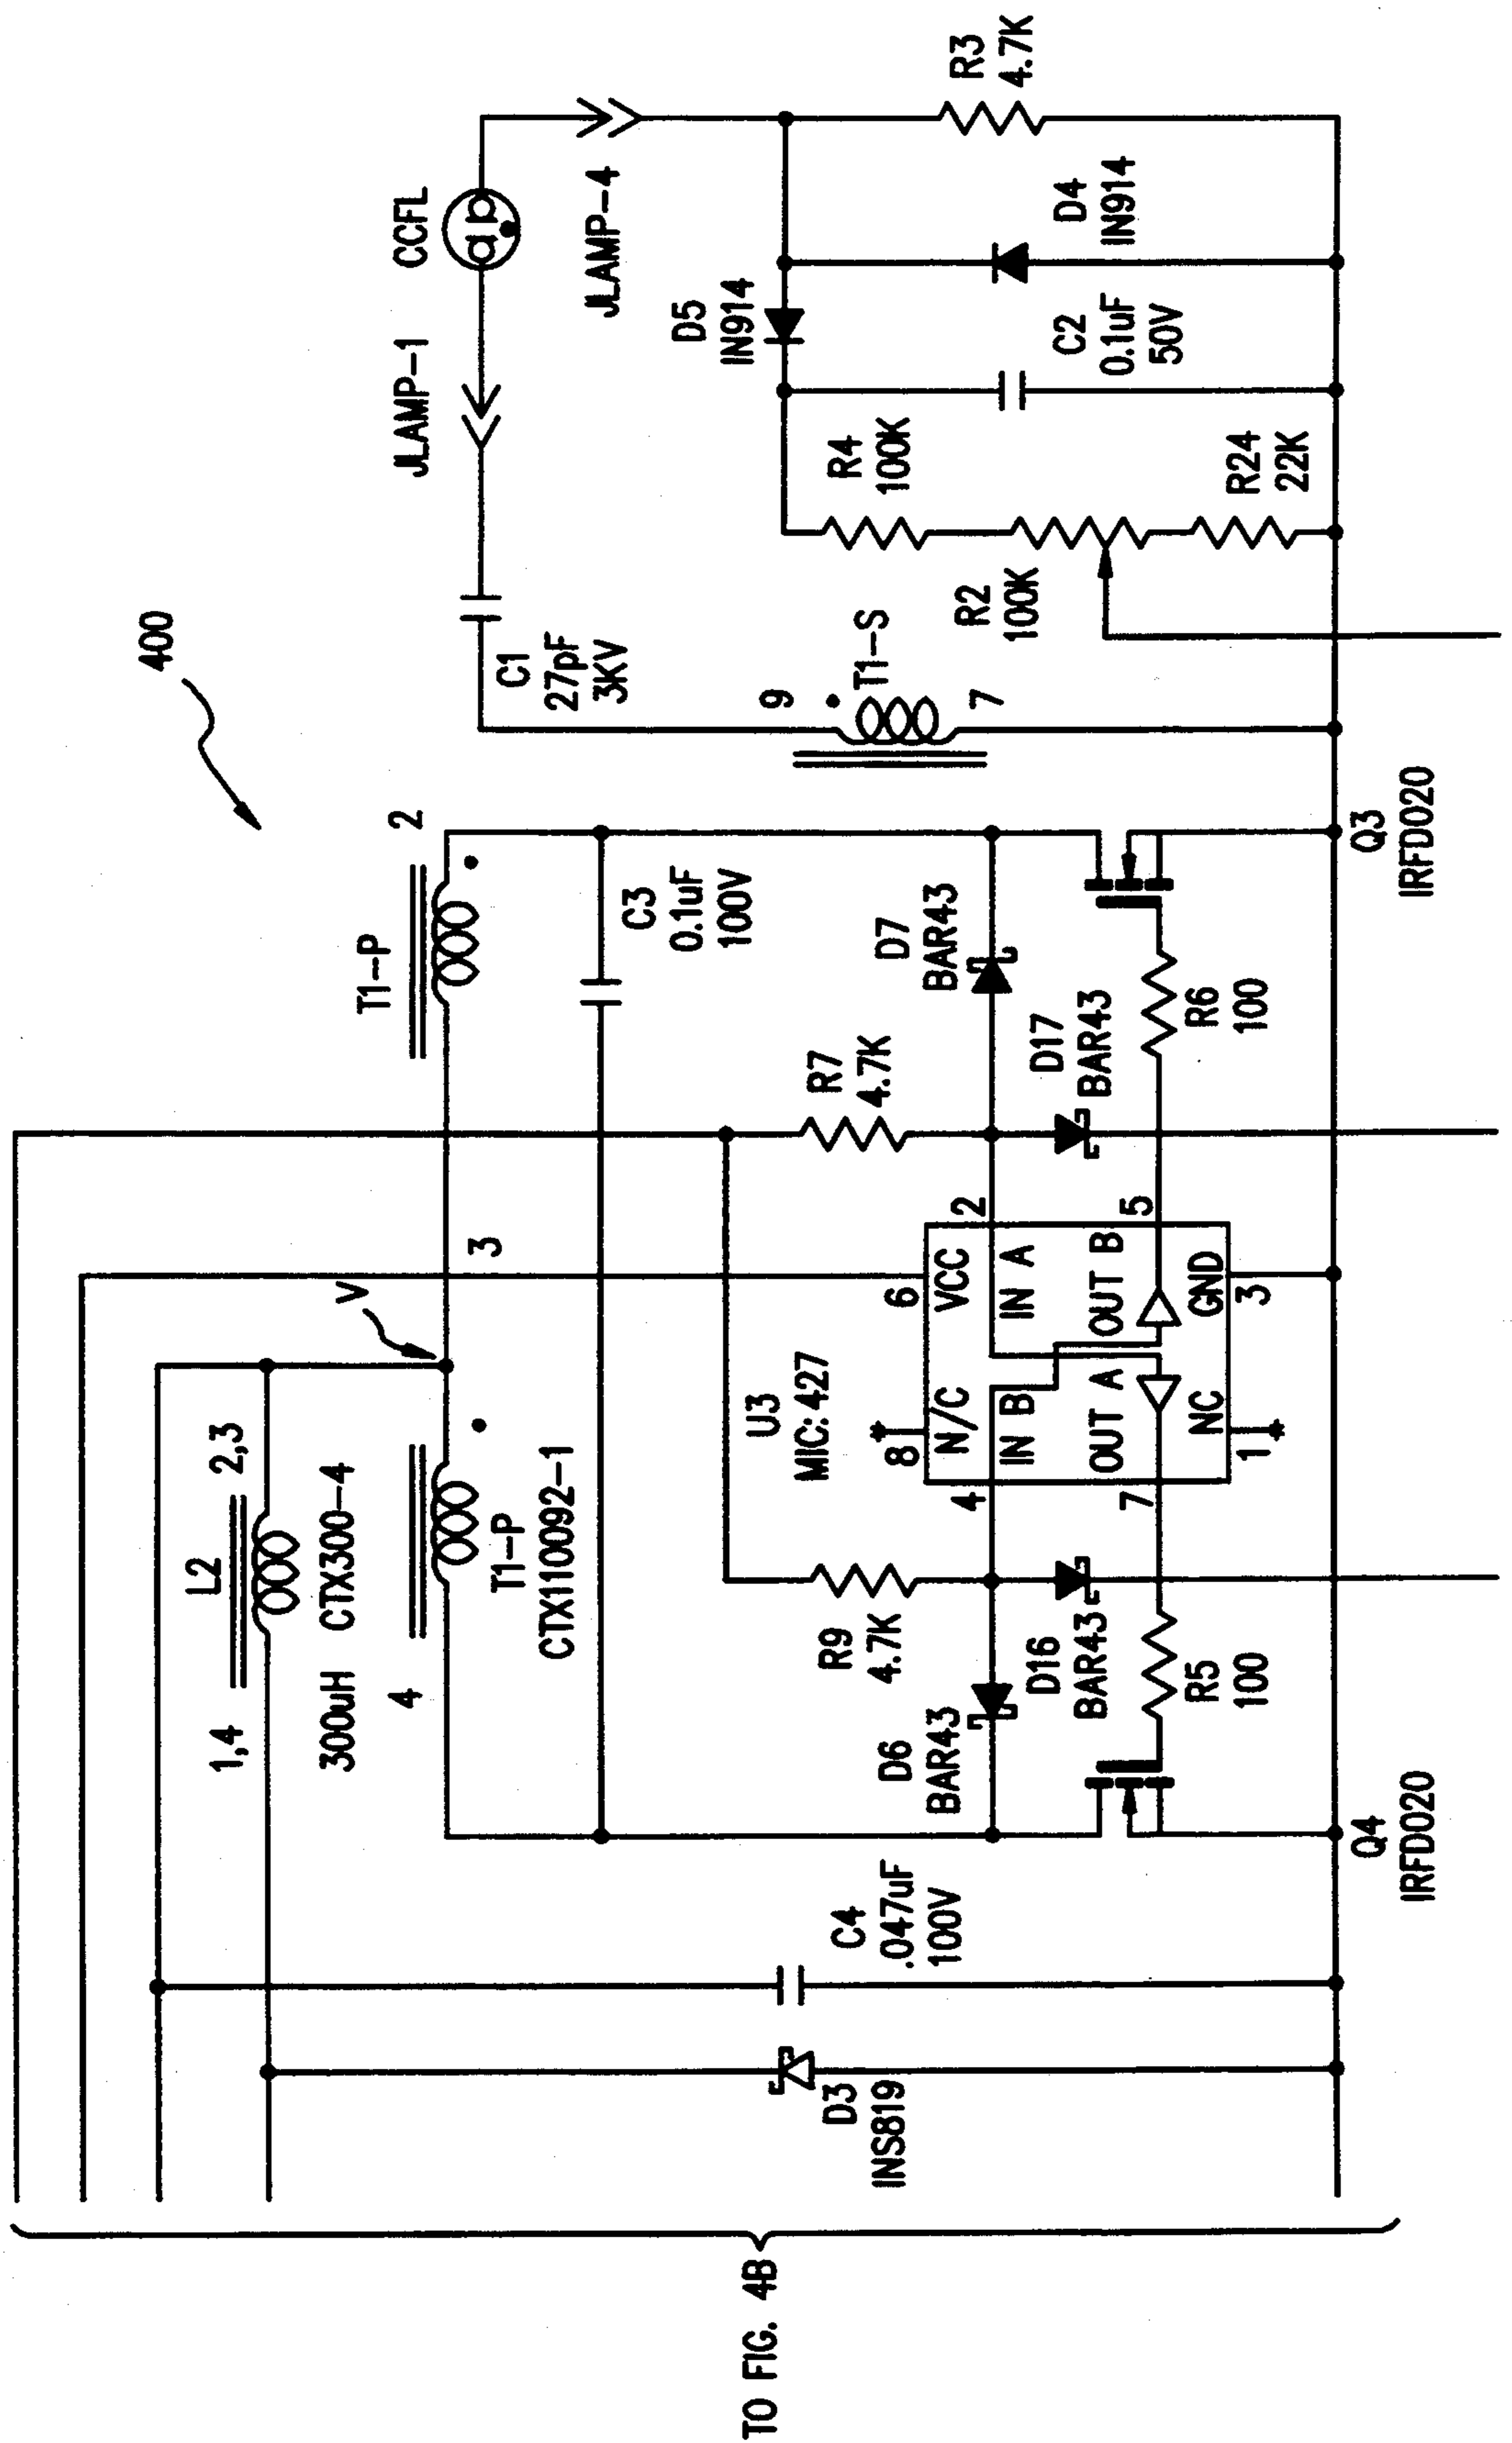 400
CCFL
JLAMP-1
JLAMP-4
C1
27pF
3KV
9
T1-S
7
D5
IN914
D4
IN914
R3
4.7K
C2
0.1uF
50V
R4
100K
R2
100K
R24
22K
T1-P
2
C3
0.1uF
100V
3
V
L2
2,3
1,4
300uH CTX300-4
4
T1-P
CTX110092-1
R7
4.7K
D7
BAR43
D17
BAR43
R6
100
Q3
IRFD020
U3
MIC:427
8
6
N/C
VCC
4
IN B
IN A
2
7
OUT A
OUT B
5
NC
GND
1
3
R9
4.7K
D6
BAR43
D16
BAR43
R5
100
Q4
IRFD020
C4
.047uF
100V
D3
INS819
TO FIG. 4B